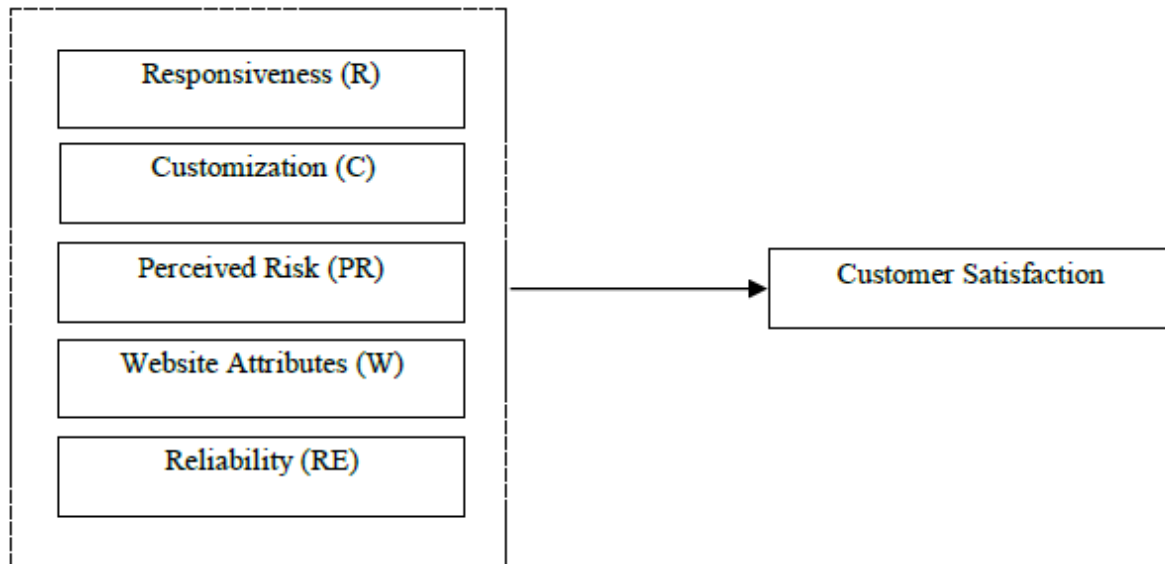 Responsiveness (R)
Customization (C)
Perceived Risk (PR)
Website Attributes (W)
Reliability (RE)
Customer Satisfaction